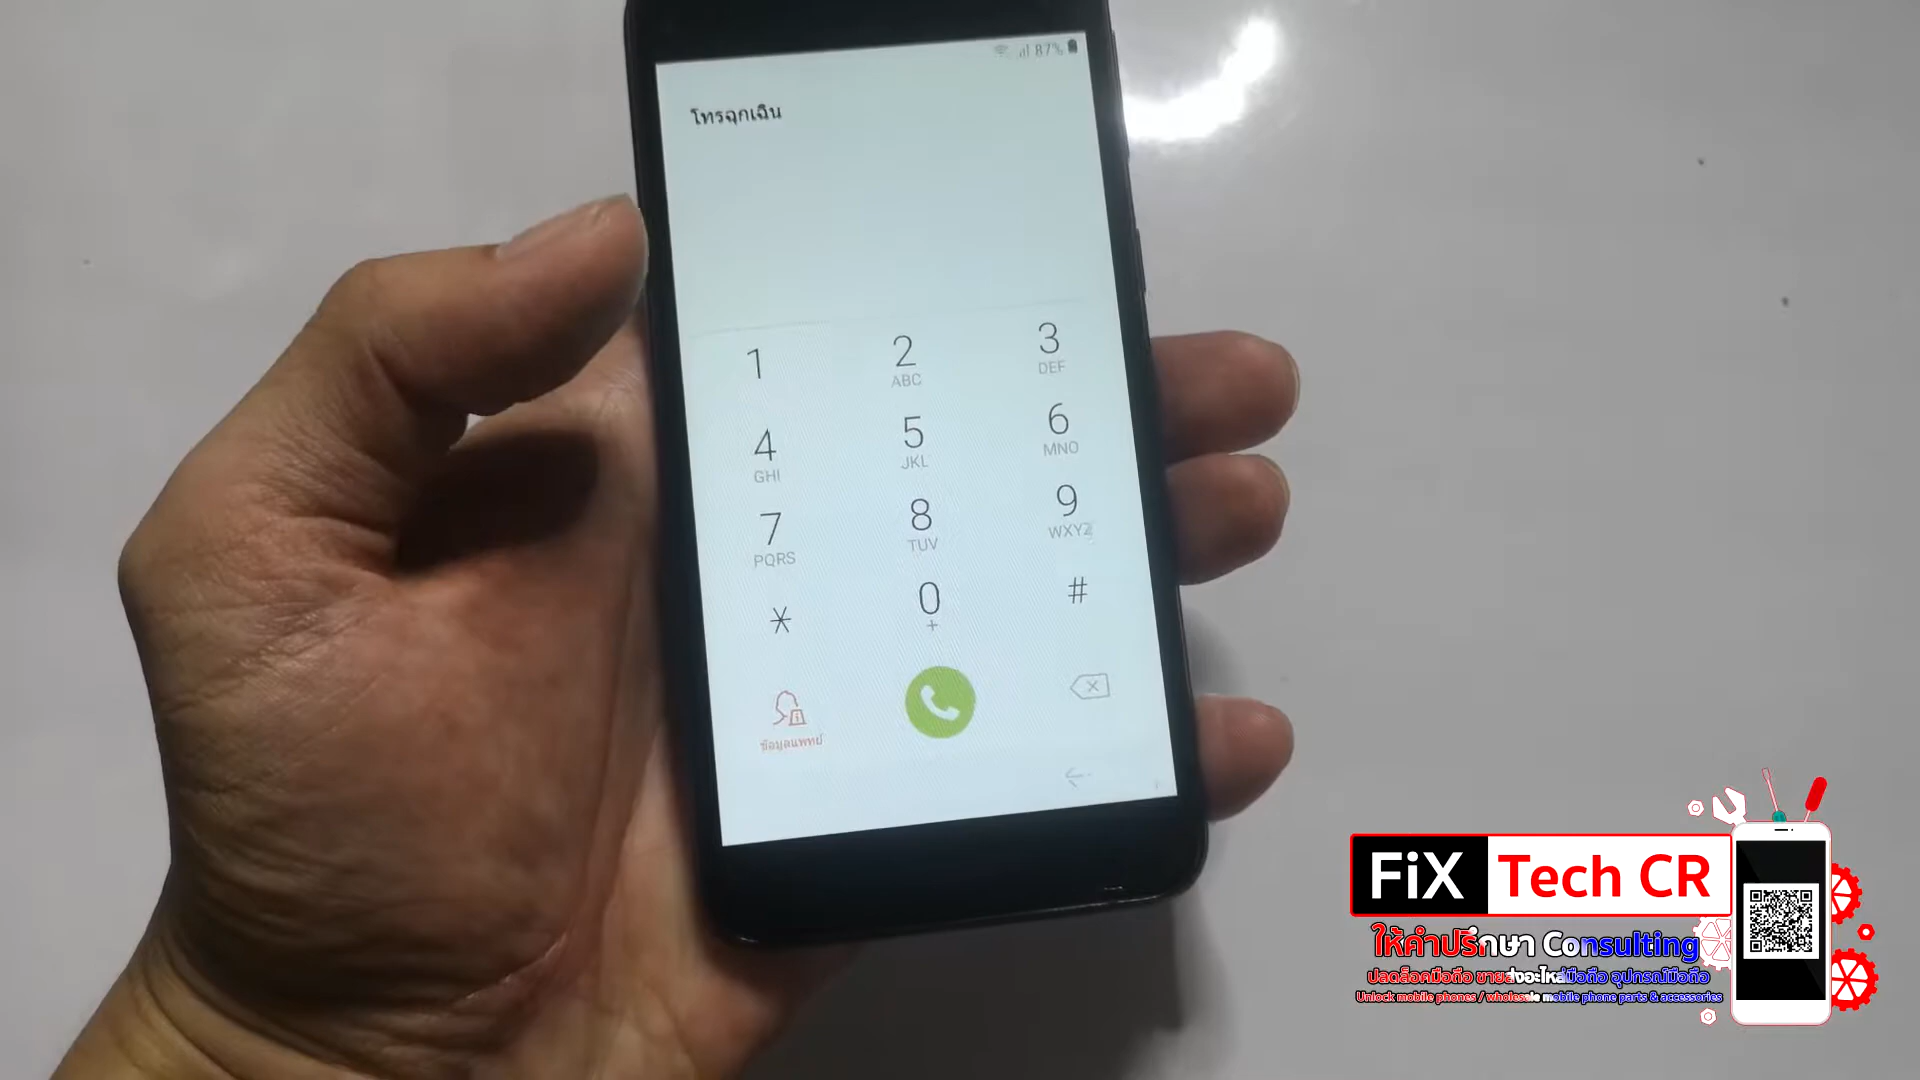 87%
โทรฉุกเฉิน
1
2
ABC
3
DEF
4
GHI
5
JKL
6
MNO
7
PQRS
8
TUV
9
WXYZ
*
0
+
#
ข้อมูลแพทย์
FiX Tech CR
ให้คำปรึกษา Consulting
ปลดล็อคมือถือ ขายส่งอะไหล่มือถือ อุปกรณ์มือถือ
Unlock mobile phones / wholesale mobile phone parts & accessories